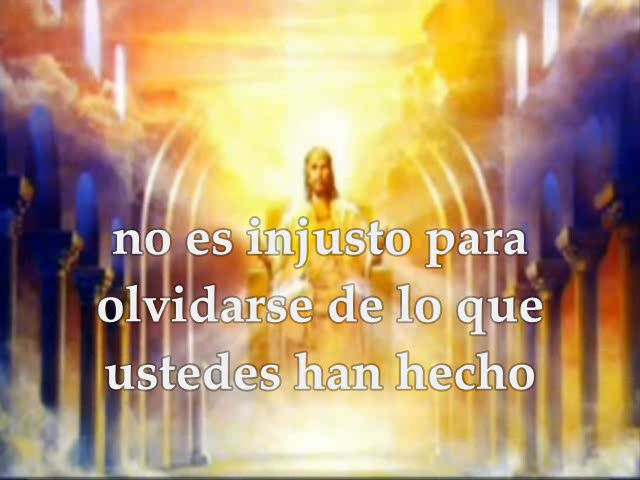 no es injusto para
olvidarse de lo que
ustedes han hecho